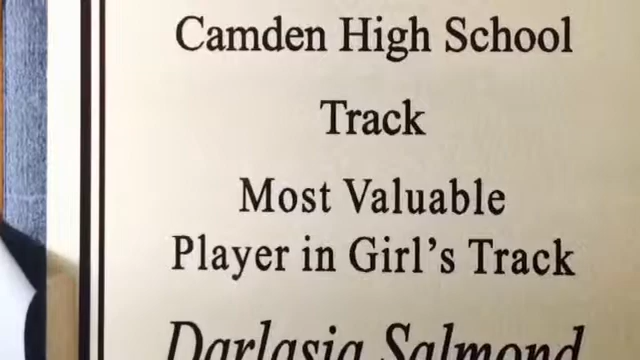 Camden High School
Track
Most Valuable
Player in Girl's Track
Darlasia Salmond